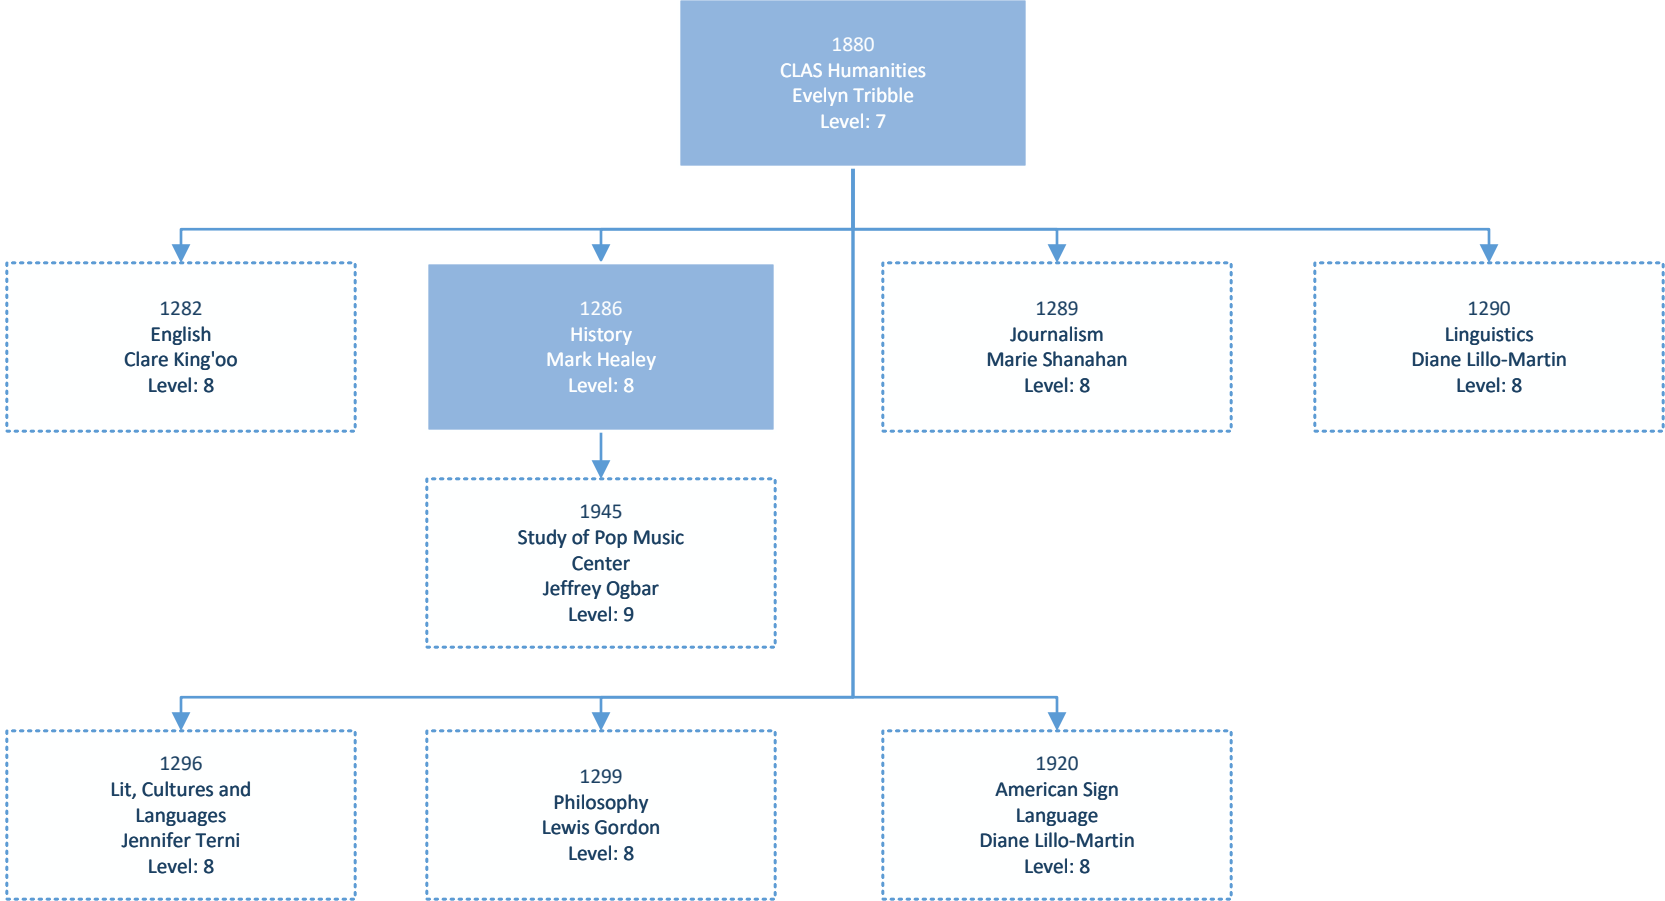 1880
CLAS Humanities
Evelyn Tribble
Level: 7
1282
English
Clare King'oo
Level: 8
1286
History
Mark Healey
Level: 8
1289
Journalism
Marie Shanahan
Level: 8
1290
Linguistics
Diane Lillo-Martin
Level: 8
1945
Study of Pop Music
Center
Jeffrey Ogbar
Level: 9
1296
Lit, Cultures and
Languages
Jennifer Terni
Level: 8
1299
Philosophy
Lewis Gordon
Level: 8
1920
American Sign
Language
Diane Lillo-Martin
Level: 8